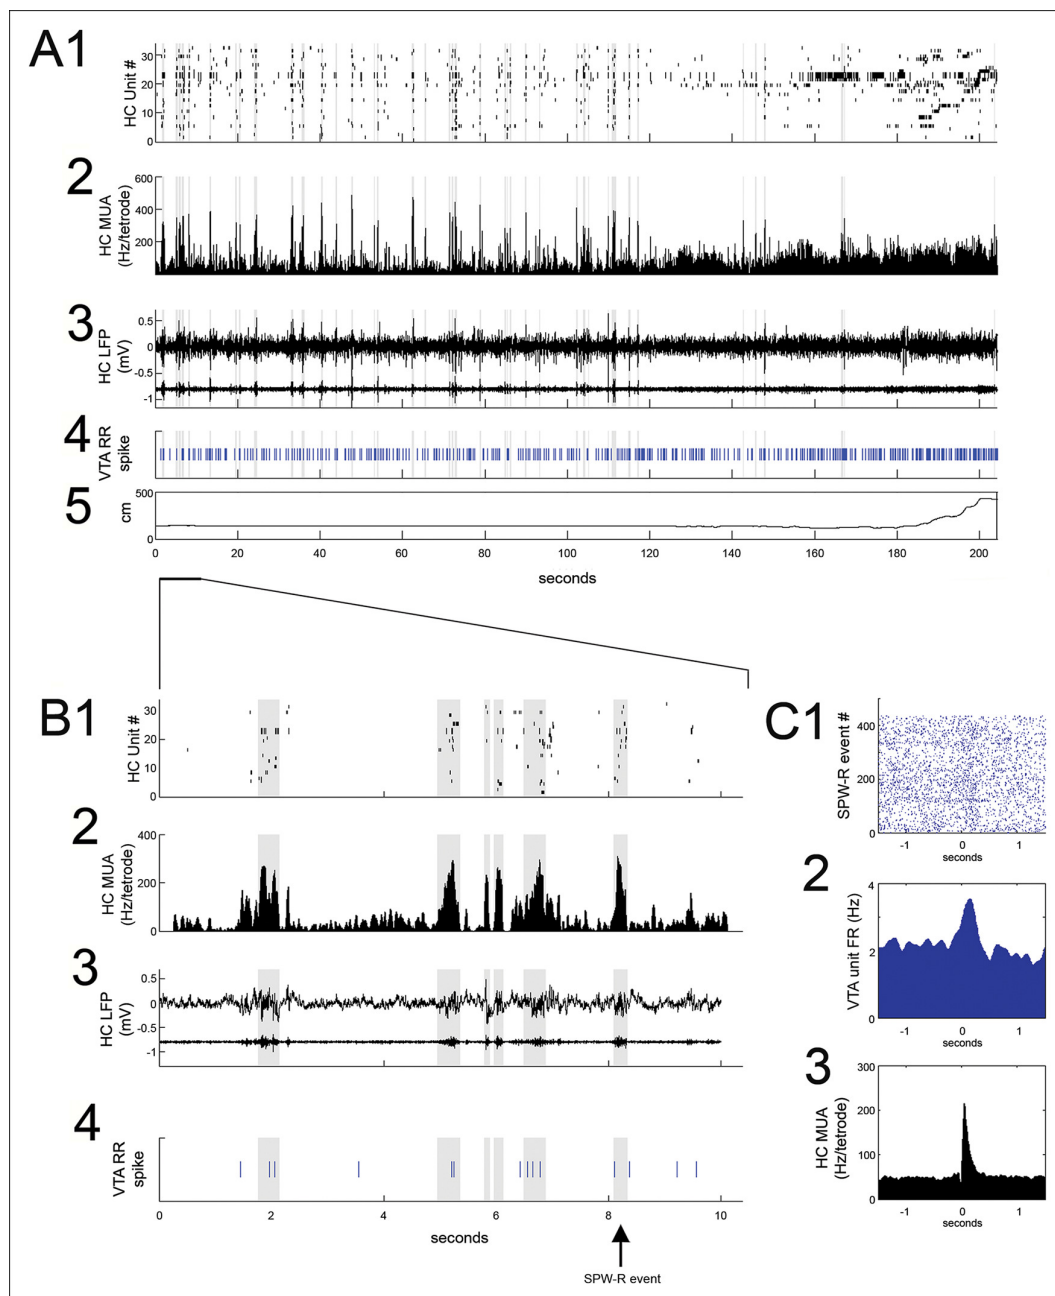 A1
HC Unit #
30
20
10
0
2
HC MUA
(Hz/tetrode)
600
400
200
3
HC LFP
(mV)
0.5
0
-0.5
-1
4
VTA RR
spike
5
cm
500
0
0 20 40 60 80 100 120 140 160 180 200
seconds
B1
HC Unit #
30
20
10
0
2
HC MUA
(Hz/tetrode)
400
200
0
3
HC LFP
(mV)
0.5
0
-0.5
-1
4
VTA RR
spike
0 2 4 6 8 10
seconds
SPW-R event
C1
SPW-R event #
400
200
0
-1 0 1
seconds
2
VTA unit FR (Hz)
4
2
0
-1 0 1
seconds
3
HC MUA
(Hz/tetrode)
300
200
100
0
-1 0 1
seconds